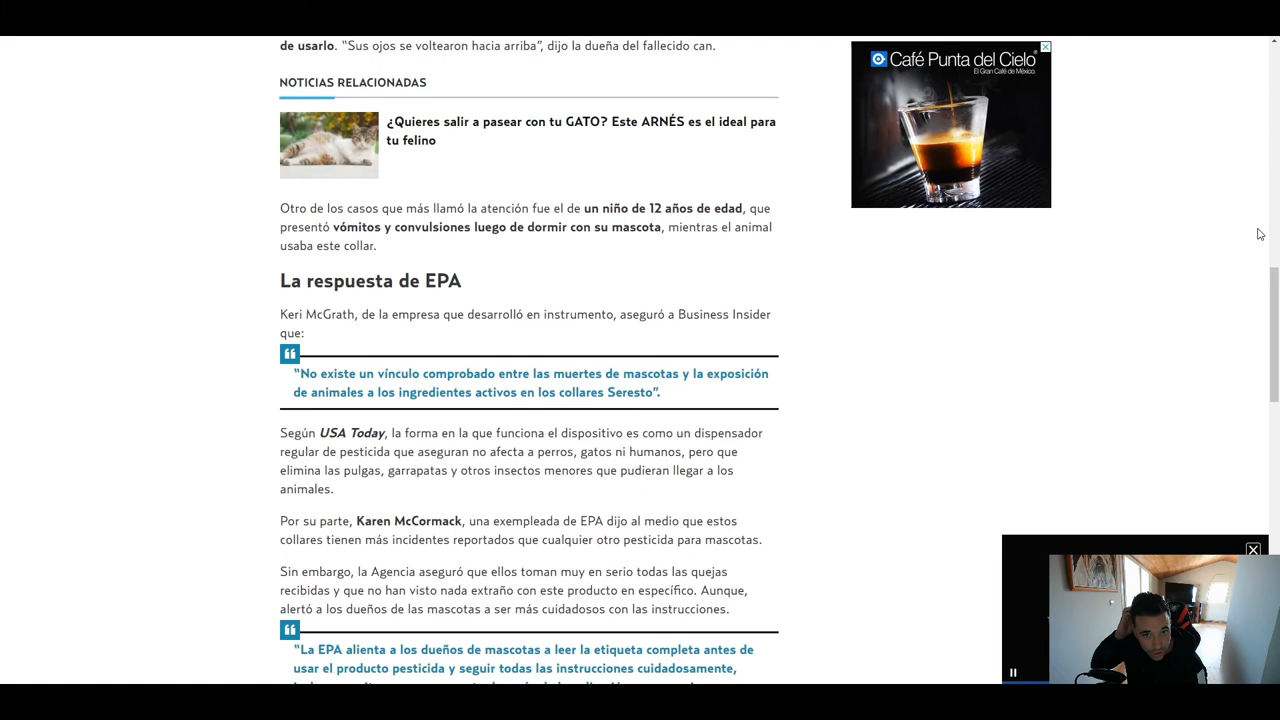 de usarlo. “Sus ojos se voltearon hacia arriba”, dijo la dueña del fallecido can.
NOTICIAS RELACIONADAS
¿Quieres salir a pasear con tu GATO? Este ARNÉS es el ideal para
tu felino
Otro de los casos que más llamó la atención fue el de un niño de 12 años de edad, que
presentó vómitos y convulsiones luego de dormir con su mascota, mientras el animal
usaba este collar.
La respuesta de EPA
Keri McGrath, de la empresa que desarrolló en instrumento, aseguró a Business Insider
que:
“No existe un vínculo comprobado entre las muertes de mascotas y la exposición
de animales a los ingredientes activos en los collares Seresto”.
Según USA Today, la forma en la que funciona el dispositivo es como un dispensador
regular de pesticida que aseguran no afecta a perros, gatos ni humanos, pero que
elimina las pulgas, garrapatas y otros insectos menores que pudieran llegar a los
animales.
Por su parte, Karen McCormack, una exempleada de EPA dijo al medio que estos
collares tienen más incidentes reportados que cualquier otro pesticida para mascotas.
Sin embargo, la Agencia aseguró que ellos toman muy en serio todas las quejas
recibidas y que no han visto nada extraño con este producto en específico. Aunque,
alertó a los dueños de las mascotas a ser más cuidadosos con las instrucciones.
“La EPA alienta a los dueños de mascotas a leer la etiqueta completa antes de
usar el producto pesticida y seguir todas las instrucciones cuidadosamente,
Café Punta del Cielo
El Gran Café de México.